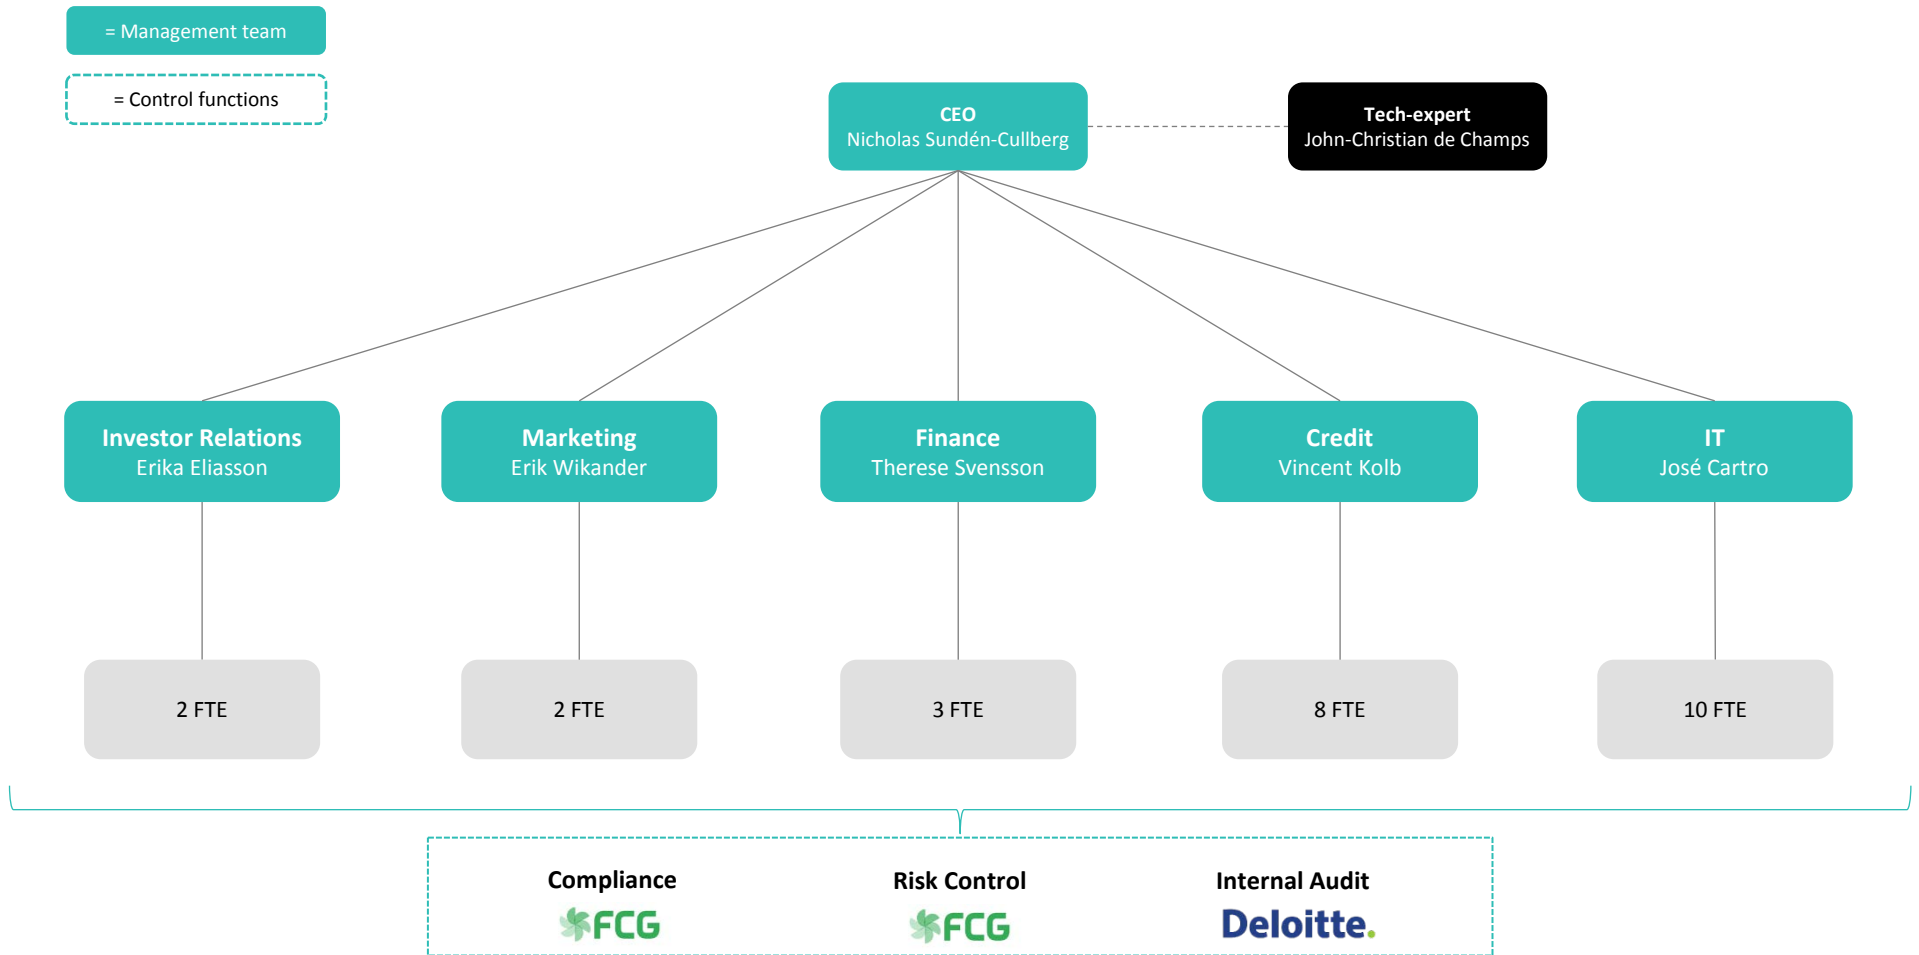 = Management team
= Control functions
CEO
Nicholas Sundén-Cullberg
Tech-expert
John-Christian de Champs
Investor Relations
Erika Eliasson
Marketing
Erik Wikander
Finance
Therese Svensson
Credit
Vincent Kolb
IT
José Cartro
2 FTE
2 FTE
3 FTE
8 FTE
10 FTE
Compliance
FCG
Risk Control
FCG
Internal Audit
Deloitte.